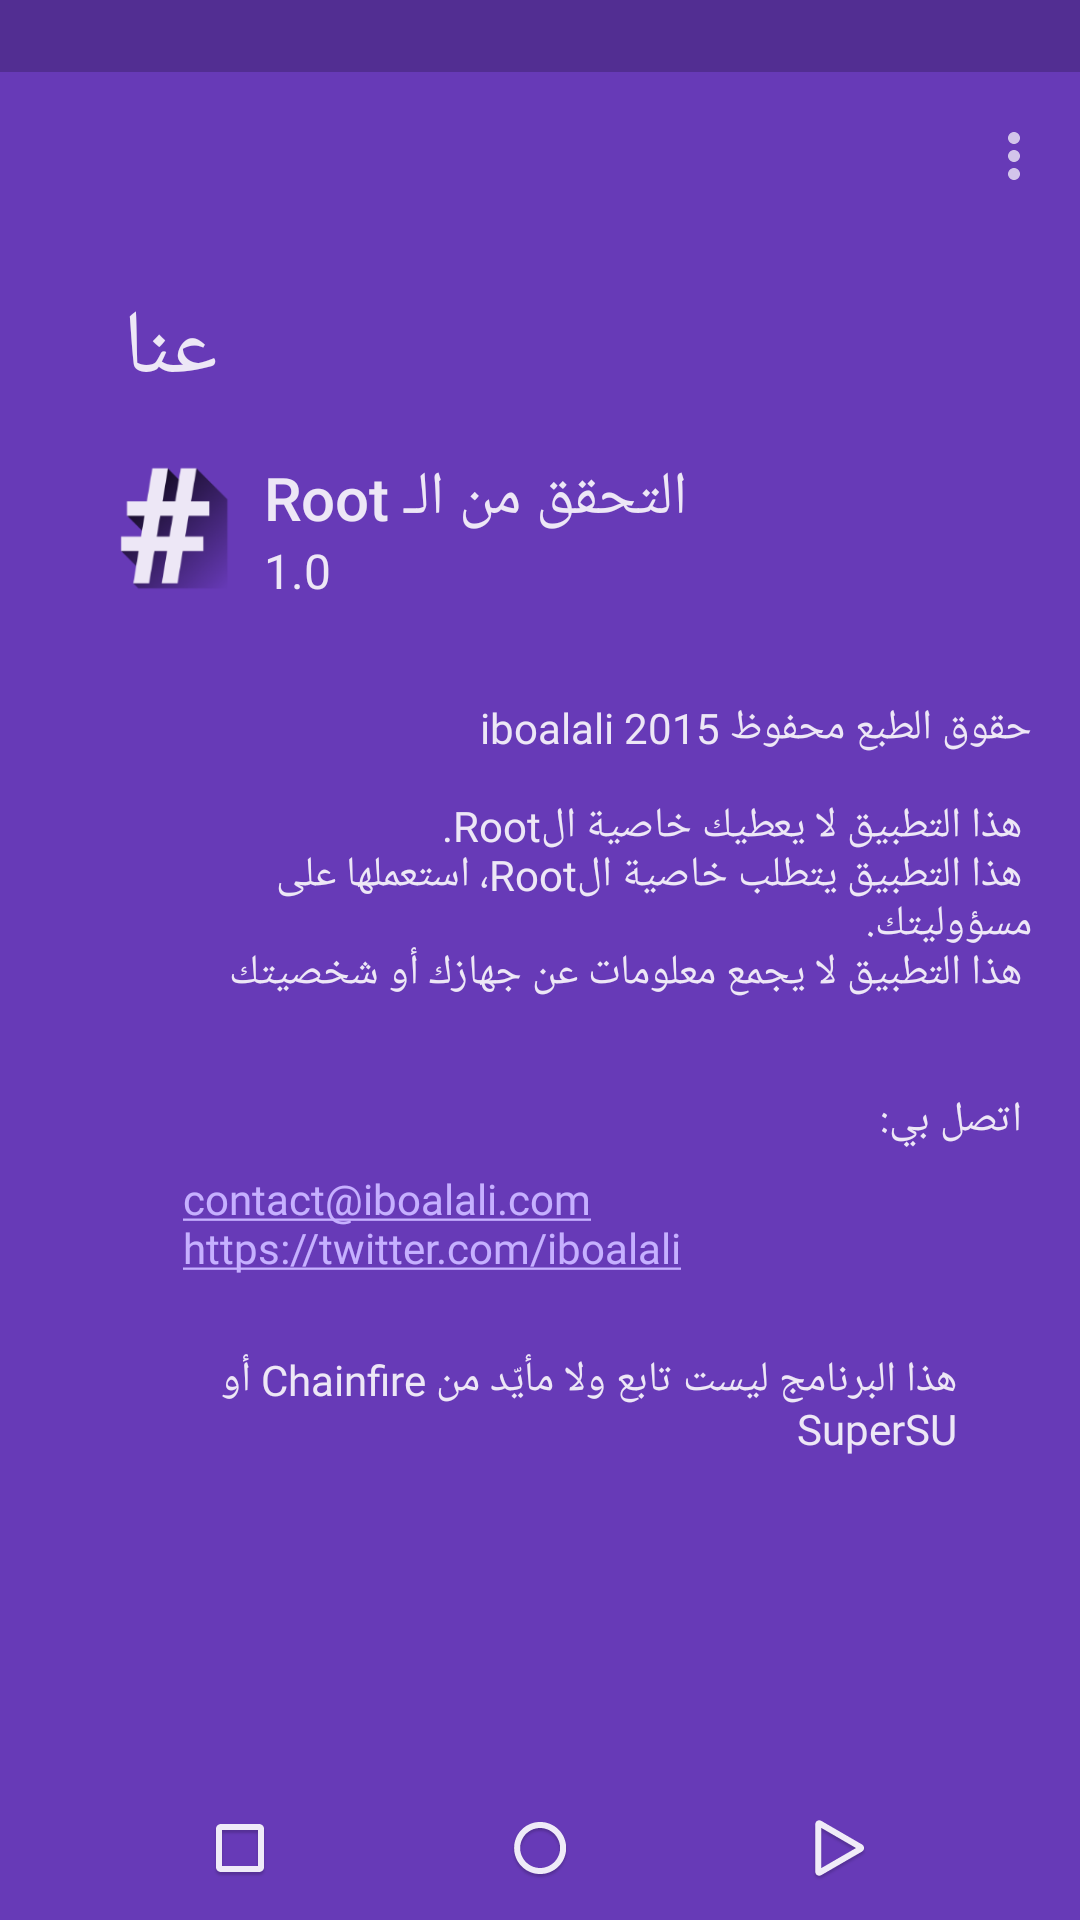 عنا
التحقق من الـ Root
1.0
حقوق الطبع محفوظ 2015 iboalali
هذا التطبيق لا يعطيك خاصية الRoot.
هذا التطبيق يتطلب خاصية الRoot، استعملها على
مسؤوليتك.
هذا التطبيق لا يجمع معلومات عن جهازك أو شخصيتك
اتصل بي:
contact@iboalali.com
https://twitter.com/iboalali
هذا البرنامج ليست تابع ولا مأيّد من Chainfire أو
SuperSU